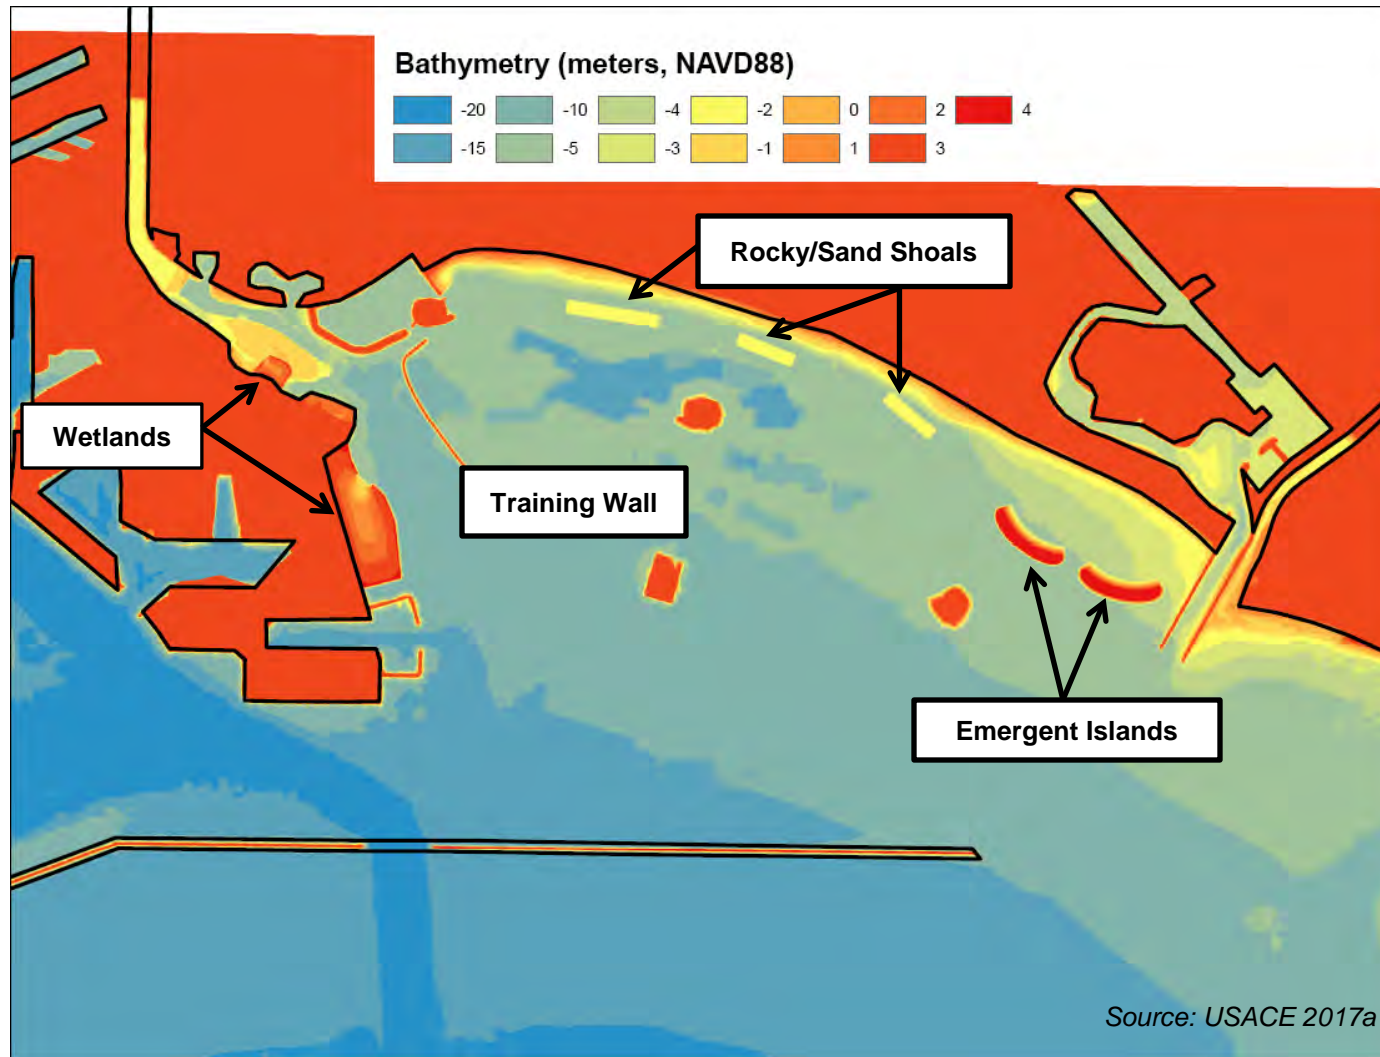 Bathymetry (meters, NAVD88)
-20 -10 -4 -2 0 2 4
-15 -5 -3 -1 1 3
Rocky/Sand Shoals
Wetlands
Training Wall
Emergent Islands
Source: USACE 2017a